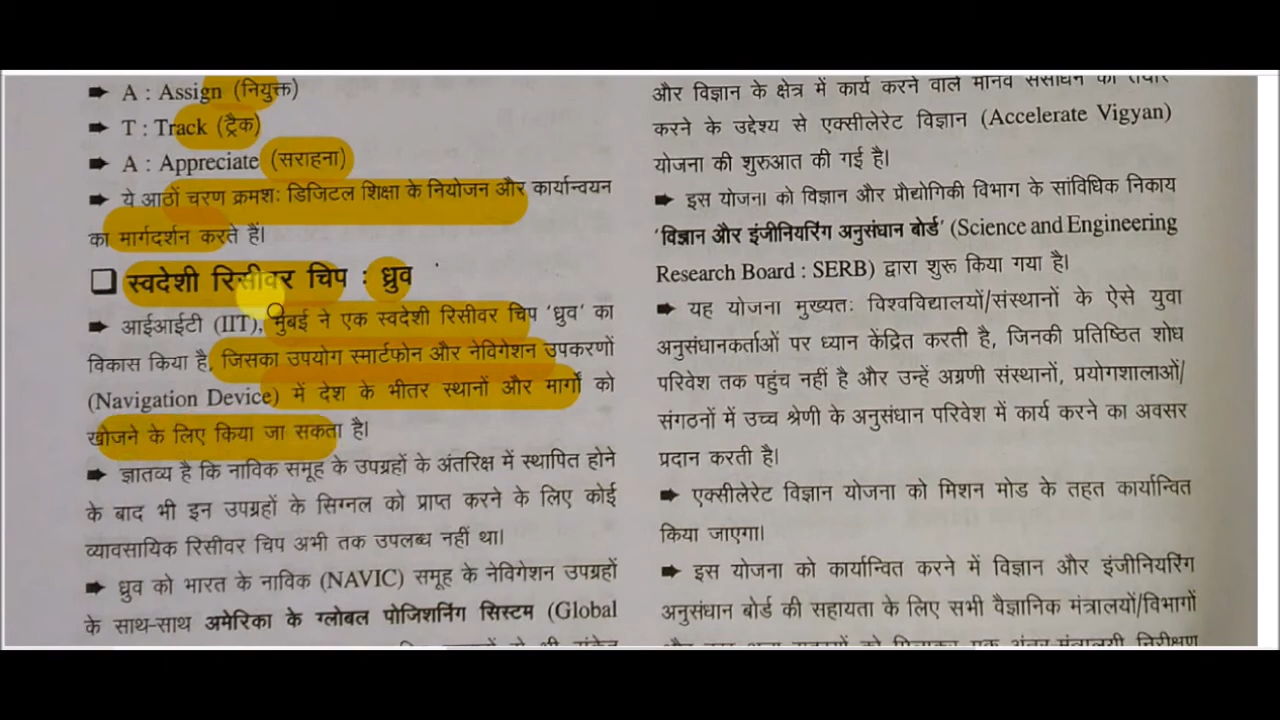 ➡ A : Assign (नियुक्त)
➡ T : Track (ट्रैक)
➡ A : Appreciate (सराहना)
➡ ये आठों चरण क्रमशः डिजिटल शिक्षा के नियोजन और कार्यान्वयन
का मार्गदर्शन करते हैं।
❑ स्वदेशी रिसीवर चिप : ध्रुव
➡ आईआईटी (IIT), मुंबई ने एक स्वदेशी रिसीवर चिप 'ध्रुव' का
विकास किया है, जिसका उपयोग स्मार्टफोन और नेविगेशन उपकरणों
(Navigation Device) में देश के भीतर स्थानों और मार्गों को
खोजने के लिए किया जा सकता है।
➡ ज्ञातव्य है कि नाविक समूह के उपग्रहों के अंतरिक्ष में स्थापित होने
के बाद भी इन उपग्रहों के सिग्नल को प्राप्त करने के लिए कोई
व्यावसायिक रिसीवर चिप अभी तक उपलब्ध नहीं था।
➡ ध्रुव को भारत के नाविक (NAVIC) समूह के नेविगेशन उपग्रहों
के साथ-साथ अमेरिका के ग्लोबल पोजिशनिंग सिस्टम (Global
और विज्ञान के क्षेत्र में कार्य करने वाले मानव संसाधन को तैयार
करने के उद्देश्य से एक्सीलेरेट विज्ञान (Accelerate Vigyan)
योजना की शुरुआत की गई है।
➡ इस योजना को विज्ञान और प्रौद्योगिकी विभाग के सांविधिक निकाय
'विज्ञान और इंजीनियरिंग अनुसंधान बोर्ड' (Science and Engineering
Research Board : SERB) द्वारा शुरू किया गया है।
➡ यह योजना मुख्यतः विश्वविद्यालयों/संस्थानों के ऐसे युवा
अनुसंधानकर्ताओं पर ध्यान केंद्रित करती है, जिनकी प्रतिष्ठित शोध
परिवेश तक पहुंच नहीं है और उन्हें अग्रणी संस्थानों, प्रयोगशालाओं/
संगठनों में उच्च श्रेणी के अनुसंधान परिवेश में कार्य करने का अवसर
प्रदान करती है।
➡ एक्सीलेरेट विज्ञान योजना को मिशन मोड के तहत कार्यान्वित
किया जाएगा।
➡ इस योजना को कार्यान्वित करने में विज्ञान और इंजीनियरिंग
अनुसंधान बोर्ड की सहायता के लिए सभी वैज्ञानिक मंत्रालयों/विभागों